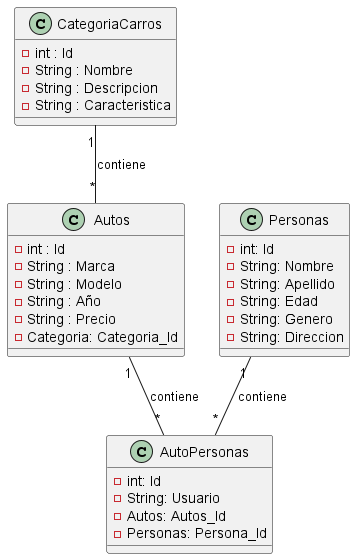 C CategoriaCarros
int : Id
String : Nombre
String : Descripcion
String : Caracteristica
1
contiene
*
C Autos
int : Id
String : Marca
String : Modelo
String : Año
String : Precio
Categoria: Categoria_Id
C Personas
int: Id
String: Nombre
String: Apellido
String: Edad
String: Genero
String: Direccion
1
contiene
*
1
contiene
*
C AutoPersonas
int: Id
String: Usuario
Autos: Autos_Id
Personas: Persona_Id